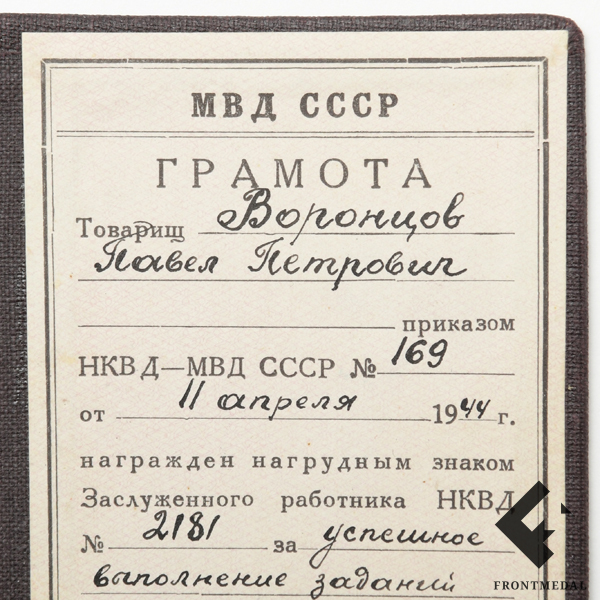 МВД СССР
ГРАМОТА
Товарищ Воронцов
Павел Петрович
приказом
НКВД—МВД СССР № 169
от 11 апреля 1944 г.
награжден нагрудным знаком
Заслуженного работника НКВД
№ 2181 за успешное
выполнение заданий
FRONTMEDAL